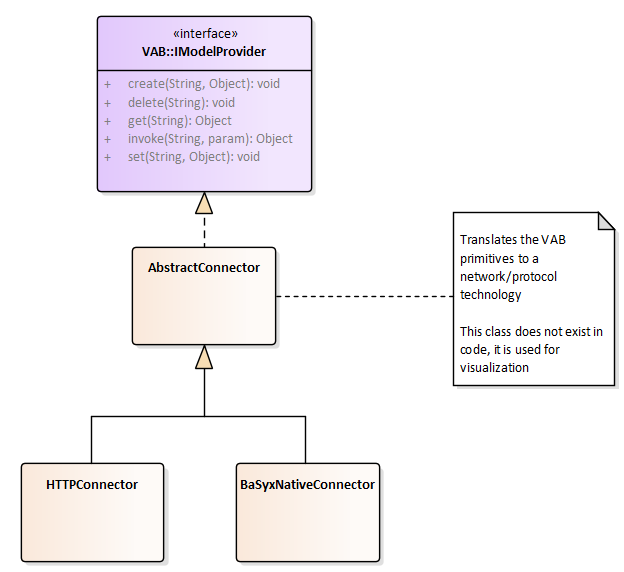 «interface»
VAB::IModelProvider
+ create(String, Object): void
+ delete(String): void
+ get(String): Object
+ invoke(String, param): Object
+ set(String, Object): void
AbstractConnector
Translates the VAB
primitives to a
network/protocol
technology
This class does not exist in
code, it is used for
visualization
HTTPConnector
BaSyxNativeConnector